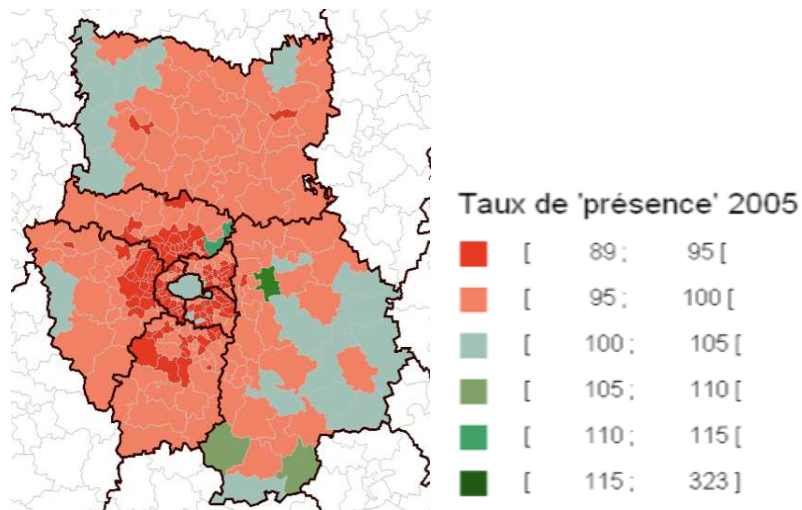 Taux de 'présence' 2005
[ 89 ; 95 [
[ 95 ; 100 [
[ 100 ; 105 [
[ 105 ; 110 [
[ 110 ; 115 [
[ 115 ; 323 ]